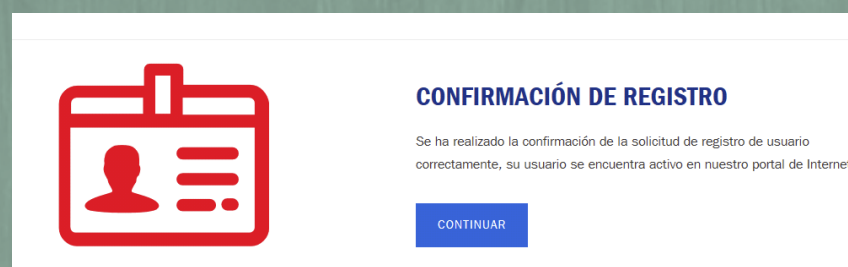 CONFIRMACIÓN DE REGISTRO
Se ha realizado la confirmación de la solicitud de registro de usuario
correctamente, su usuario se encuentra activo en nuestro portal de Internet
CONTINUAR